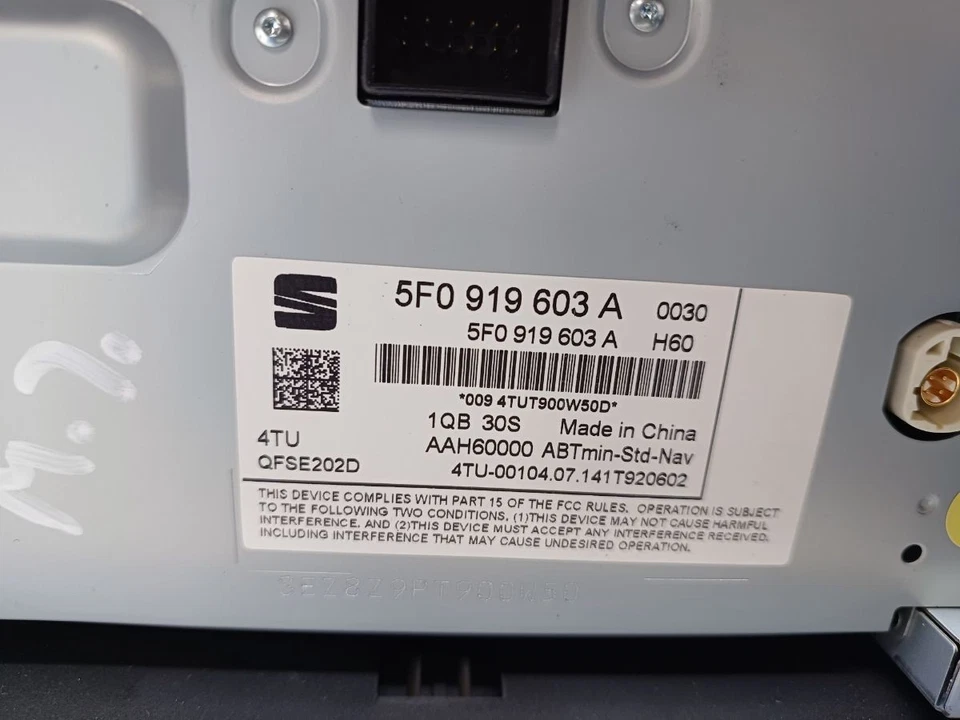 5F0 919 603 A 0030
5F0 919 603 A H60
*009 4TUT900W50D*
1QB 30S Made in China
4TU AAH60000 ABTmin-Std-Nav
QFSE202D 4TU-00104.07.141T920602
THIS DEVICE COMPLIES WITH PART 15 OF THE FCC RULES. OPERATION IS SUBJECT
TO THE FOLLOWING TWO CONDITIONS, (1)THIS DEVICE MAY NOT CAUSE HARMFUL
INTERFERENCE, AND (2)THIS DEVICE MUST ACCEPT ANY INTERFERENCE RECEIVED,
INCLUDING INTERFERENCE THAT MAY CAUSE UNDESIRED OPERATION.